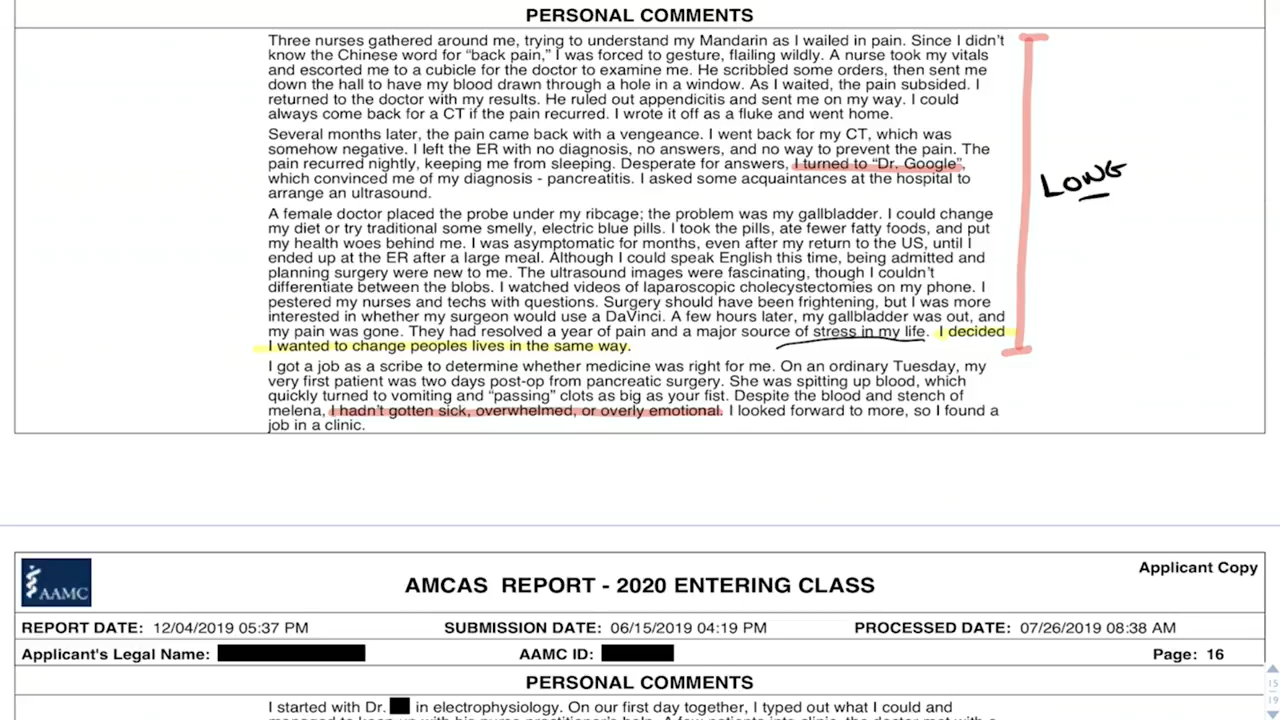 PERSONAL COMMENTS
Three nurses gathered around me, trying to understand my Mandarin as I wailed in pain. Since I didn't
know the Chinese word for “back pain,” I was forced to gesture, flailing wildly. A nurse took my vitals
and escorted me to a cubicle for the doctor to examine me. He scribbled some orders, then sent me
down the hall to have my blood drawn through a hole in a window. As I waited, the pain subsided. I
returned to the doctor with my results. He ruled out appendicitis and sent me on my way. I could
always come back for a CT if the pain recurred. I wrote it off as a fluke and went home.
Several months later, the pain came back with a vengeance. I went back for my CT, which was
somehow negative. I left the ER with no diagnosis, no answers, and no way to prevent the pain. The
pain recurred nightly, keeping me from sleeping. Desperate for answers, I turned to “Dr. Google”,
which convinced me of my diagnosis - pancreatitis. I asked some acquaintances at the hospital to
arrange an ultrasound.
LONG
A female doctor placed the probe under my ribcage; the problem was my gallbladder. I could change
my diet or try traditional some smelly, electric blue pills. I took the pills, ate fewer fatty foods, and put
my health woes behind me. I was asymptomatic for months, even after my return to the US, until I
ended up at the ER after a large meal. Although I could speak English this time, being admitted and
planning surgery were new to me. The ultrasound images were fascinating, though I couldn't
differentiate between the blobs. I watched videos of laparoscopic cholecystectomies on my phone. I
pestered my nurses and techs with questions. Surgery should have been frightening, but I was more
interested in whether my surgeon would use a DaVinci. A few hours later, my gallbladder was out, and
my pain was gone. They had resolved a year of pain and a major source of stress in my life. I decided
I wanted to change peoples lives in the same way.
I got a job as a scribe to determine whether medicine was right for me. On an ordinary Tuesday, my
very first patient was two days post-op from pancreatic surgery. She was spitting up blood, which
quickly turned to vomiting and “passing” clots as big as your fist. Despite the blood and stench of
melena, I hadn't gotten sick, overwhelmed, or overly emotional. I looked forward to more, so I found a
job in a clinic.
AAMC
AMCAS REPORT - 2020 ENTERING CLASS
Applicant Copy
REPORT DATE: 12/04/2019 05:37 PM SUBMISSION DATE: 06/15/2019 04:19 PM PROCESSED DATE: 07/26/2019 08:38 AM
Applicant's Legal Name: AAMC ID: Page: 16
PERSONAL COMMENTS
I started with Dr. in electrophysiology. On our first day together, I typed out what I could and
managed to keep up with his nurse practitioner's help. A few patients into clinic, the doctor met with a
15
19